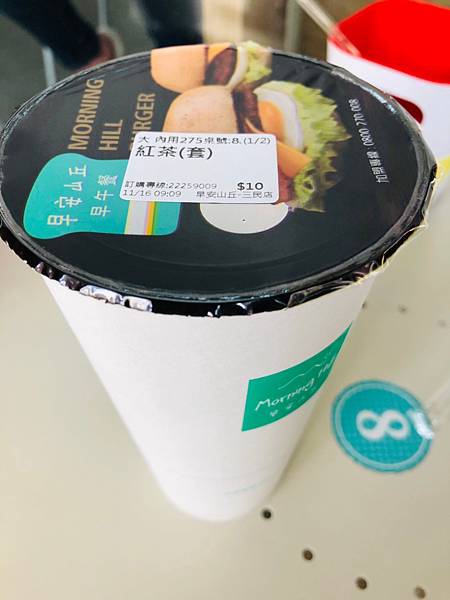 MORNING
HILL
BURGER
大 內用275桌號:8.(1/2)
紅茶(套)
訂購專線:22259009
$10
11/16 09:09
早安山丘-三民店
早安山丘
早午餐
加盟專線:0800 770 008
Morning
8